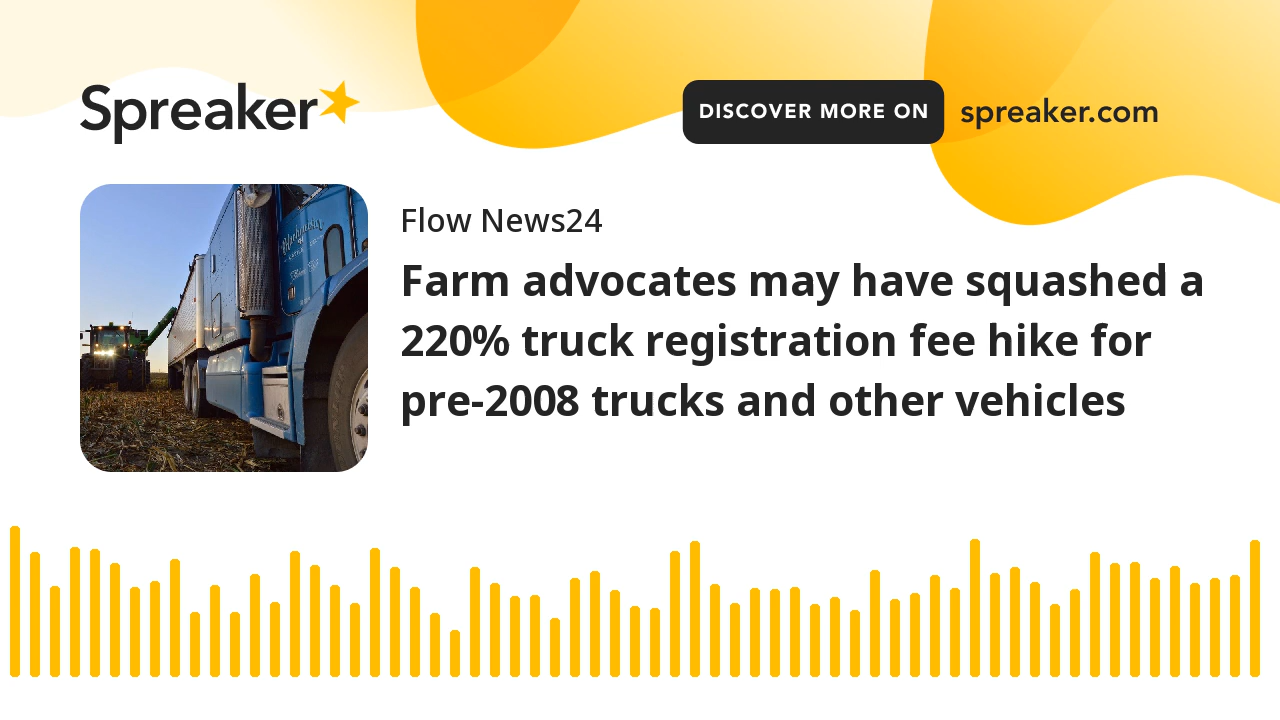 Spreaker
DISCOVER MORE ON
spreaker.com
Flow News24
Farm advocates may have squashed a
220% truck registration fee hike for
pre-2008 trucks and other vehicles